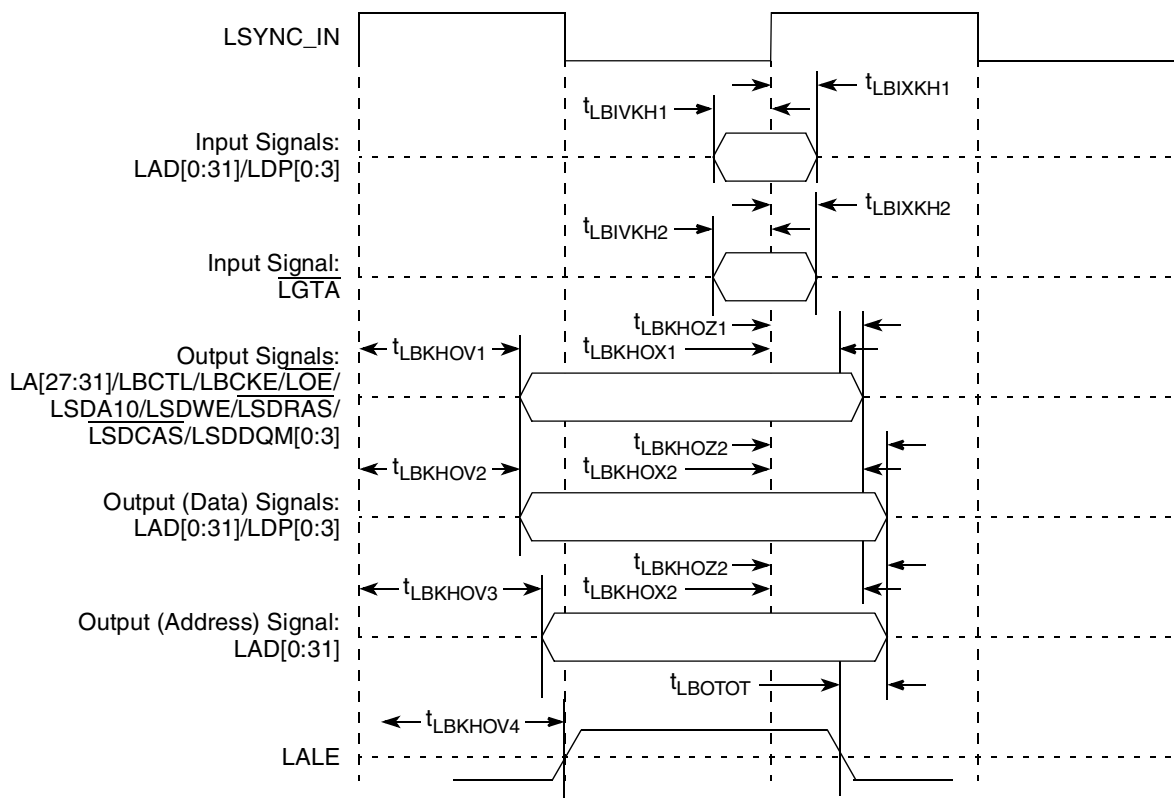 LSYNC_IN
tLBIXKH1
tLBIVKH1
Input Signals:
LAD[0:31]/LDP[0:3]
tLBIXKH2
tLBIVKH2
Input Signal:
LGTA
tLBKHOZ1
tLBKHOV1
tLBKHOX1
Output Signals:
LA[27:31]/LBCTL/LBCKE/LOE/
LSDA10/LSDWE/LSDRAS/
LSDCAS/LSDDQM[0:3]
tLBKHOZ2
tLBKHOV2
tLBKHOX2
Output (Data) Signals:
LAD[0:31]/LDP[0:3]
tLBKHOZ2
tLBKHOV3
tLBKHOX2
Output (Address) Signal:
LAD[0:31]
tLBOTOT
tLBKHOV4
LALE